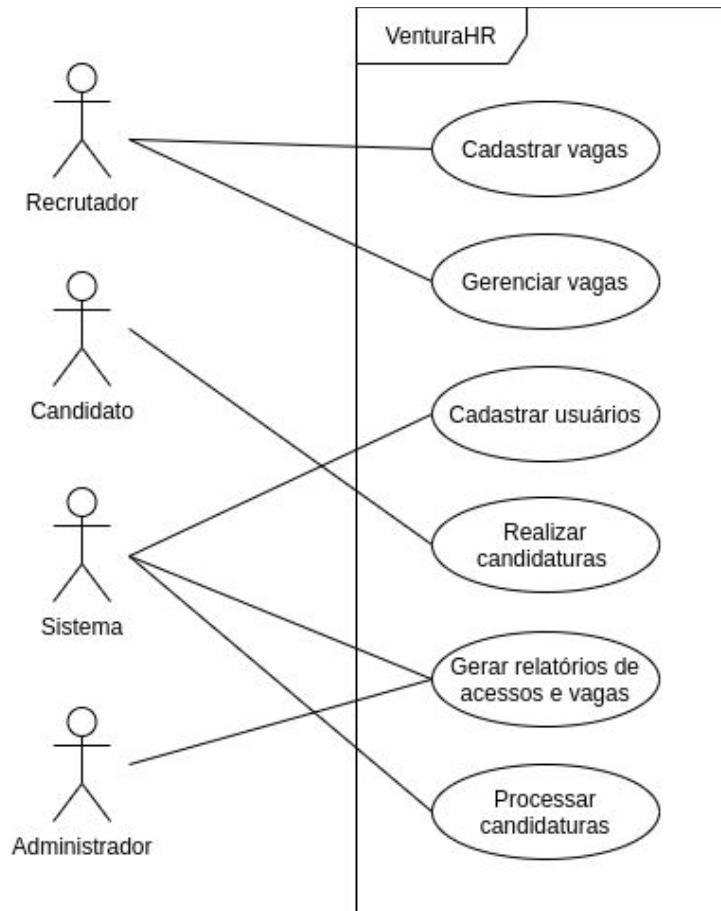 VenturaHR
Recrutador
Cadastrar vagas
Gerenciar vagas
Candidato
Cadastrar usuários
Realizar
candidaturas
Sistema
Gerar relatórios de
acessos e vagas
Administrador
Processar
candidaturas